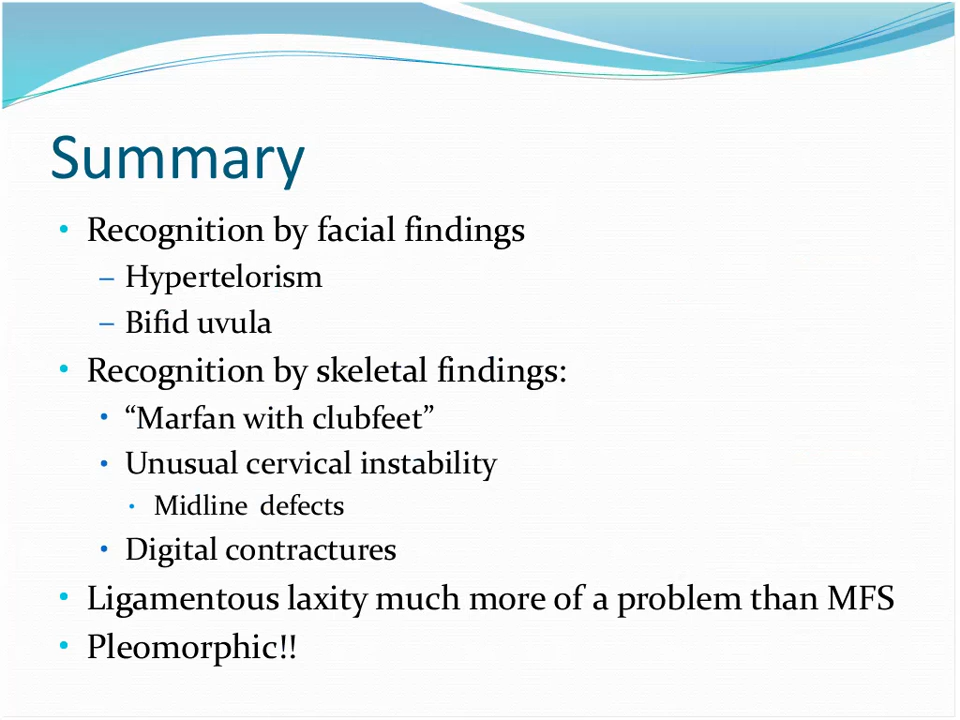 Summary
• Recognition by facial findings
– Hypertelorism
– Bifid uvula
• Recognition by skeletal findings:
• “Marfan with clubfeet”
• Unusual cervical instability
• Midline defects
• Digital contractures
• Ligamentous laxity much more of a problem than MFS
• Pleomorphic!!